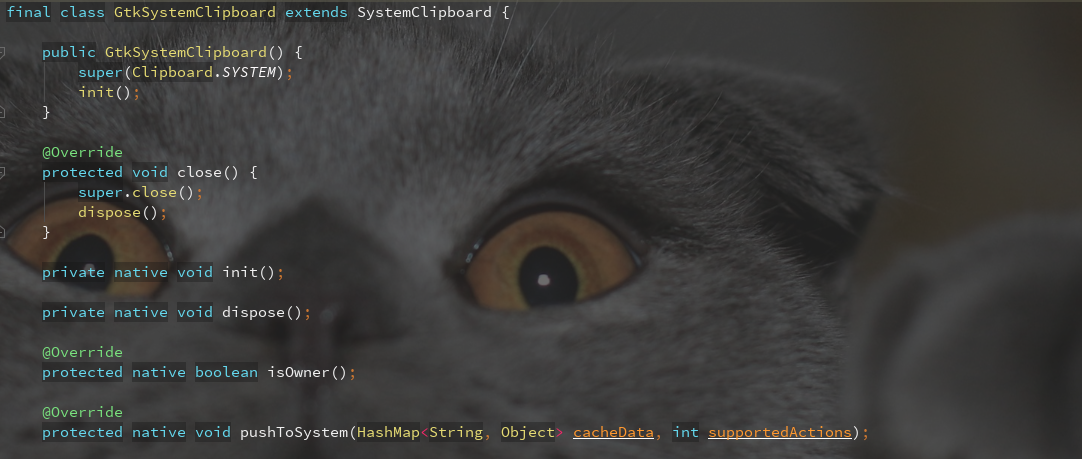 final class GtkSystemClipboard extends SystemClipboard {
public GtkSystemClipboard() {
super(Clipboard.SYSTEM);
init();
}
@Override
protected void close() {
super.close();
dispose();
}
private native void init();
private native void dispose();
@Override
protected native boolean isOwner();
@Override
protected native void pushToSystem(HashMap<String, Object> cacheData, int supportedActions);